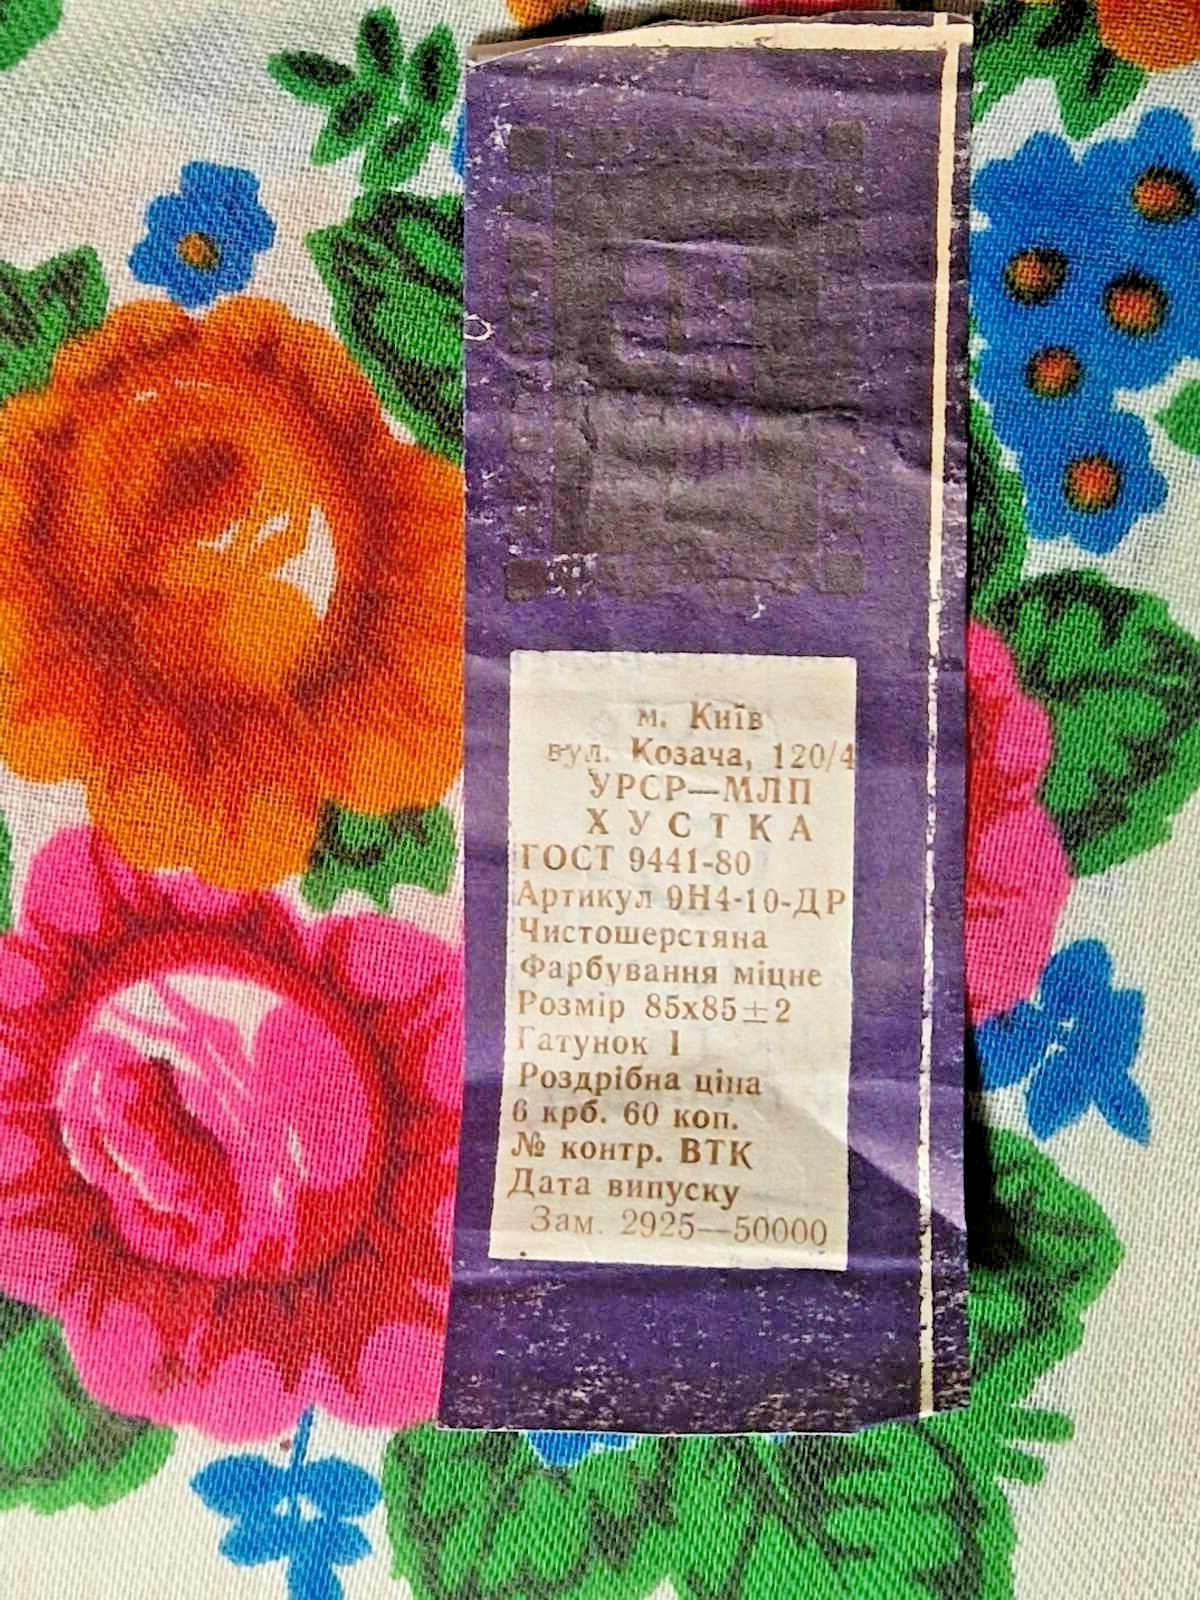 м. Київ
вул. Козача, 120/4
УРСР—МЛП
ХУСТКА
ГОСТ 9441-80
Артикул 9Н4-10-ДР
Чистошерстяна
Фарбування міцне
Розмір 85х85±2
Гатунок I
Роздрібна ціна
6 крб. 60 коп.
№ контр. ВТК
Дата випуску
Зам. 2925—50000